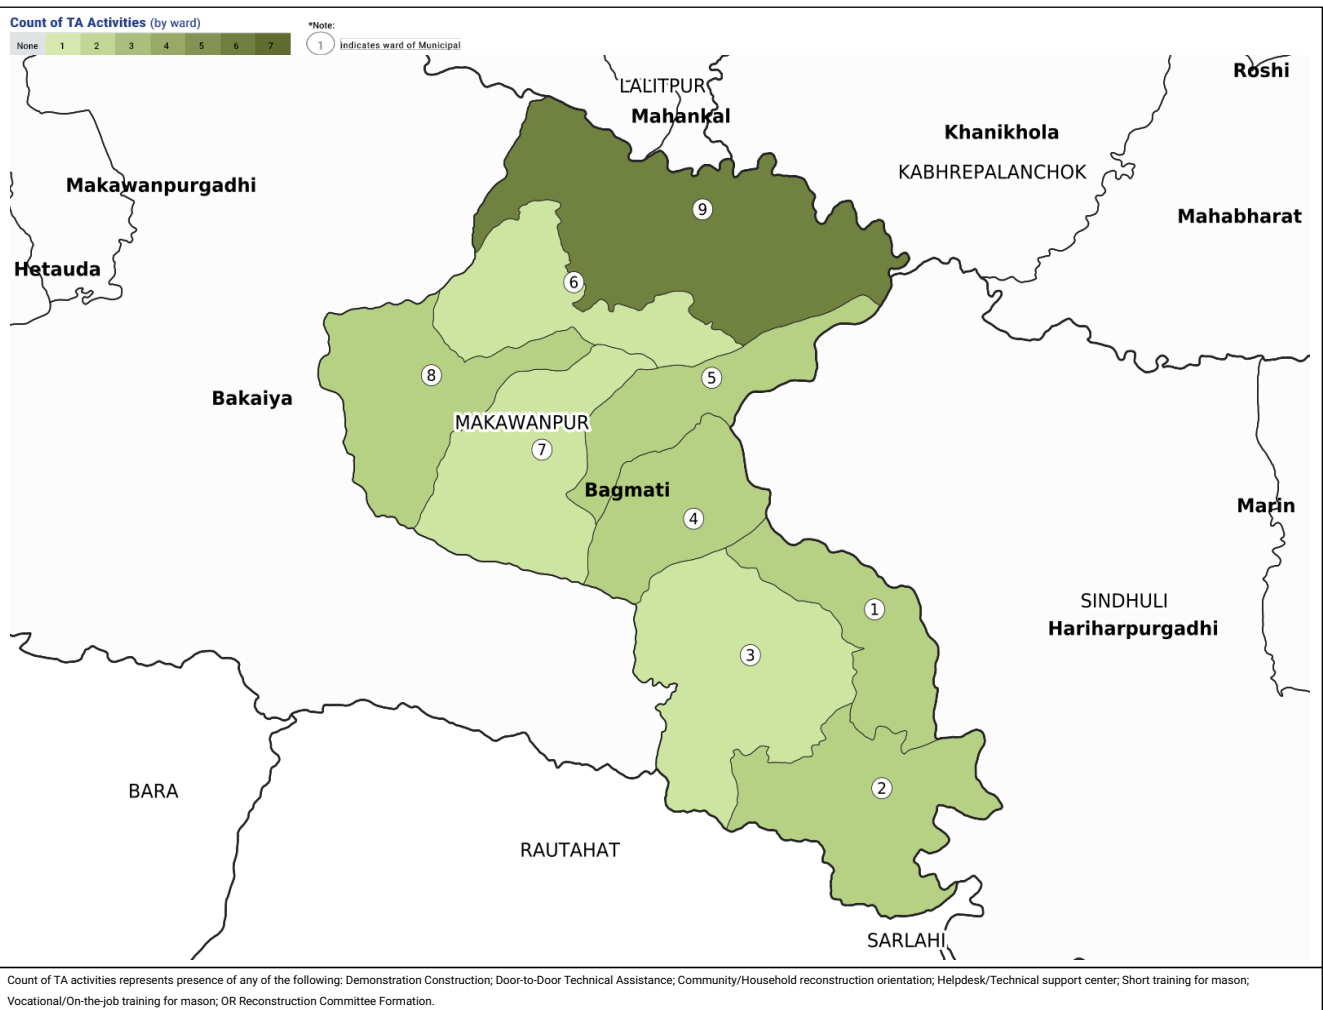 Count of TA Activities (by ward)
*Note:
None 1 2 3 4 5 6 7
1 indicates ward of Municipal
LALITPUR
Mahankal
Roshi
Khanikhola
KABHREPALANCHOK
Makawanpurgadhi
Mahabharat
9
Hetauda
6
8
5
Bakaiya
MAKAWANPUR
7
Bagmati
4
Marin
1
SINDHULI
Hariharpurgadhi
3
2
BARA
RAUTAHAT
SARLAHI
Count of TA activities represents presence of any of the following: Demonstration Construction; Door-to-Door Technical Assistance; Community/Household reconstruction orientation; Helpdesk/Technical support center; Short training for mason;
Vocational/On-the-job training for mason; OR Reconstruction Committee Formation.